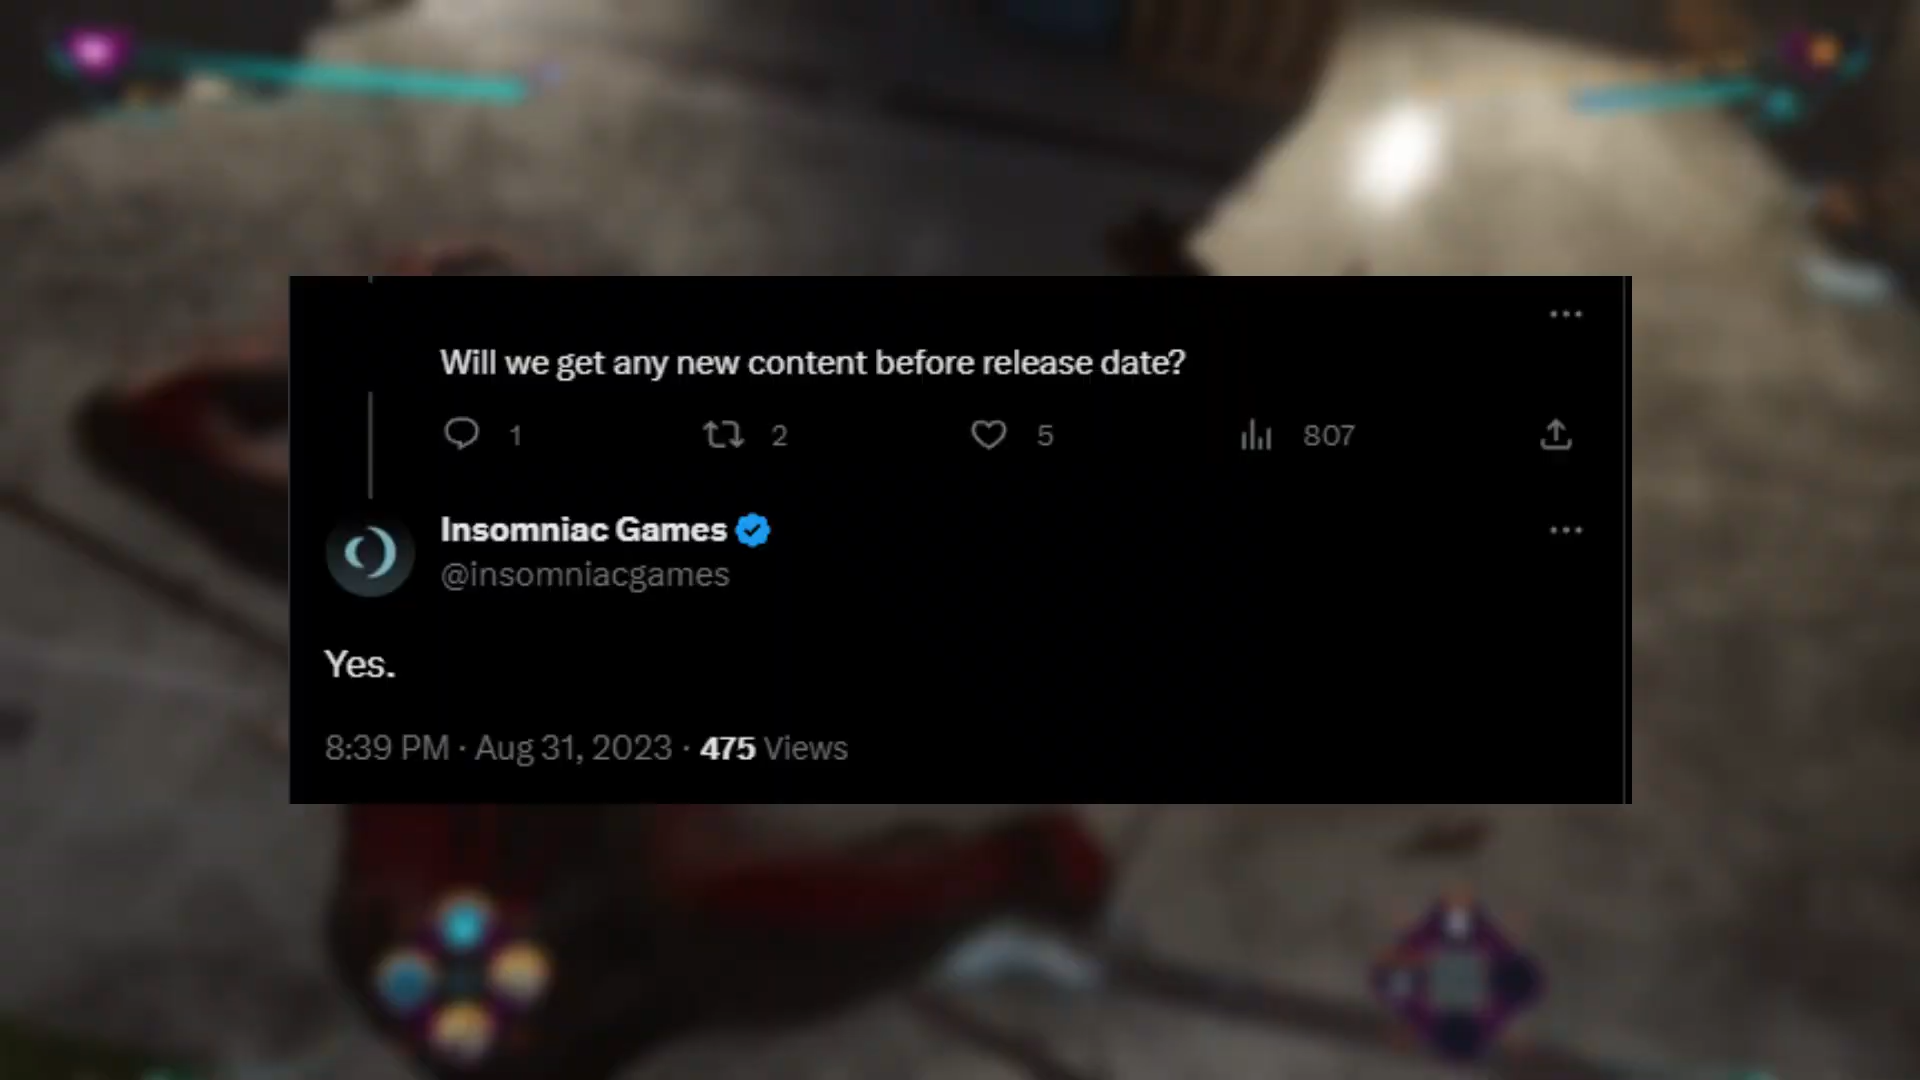 Will we get any new content before release date?
1 2 5 807
Insomniac Games
@insomniacgames
Yes.
8:39 PM · Aug 31, 2023 · 475 Views